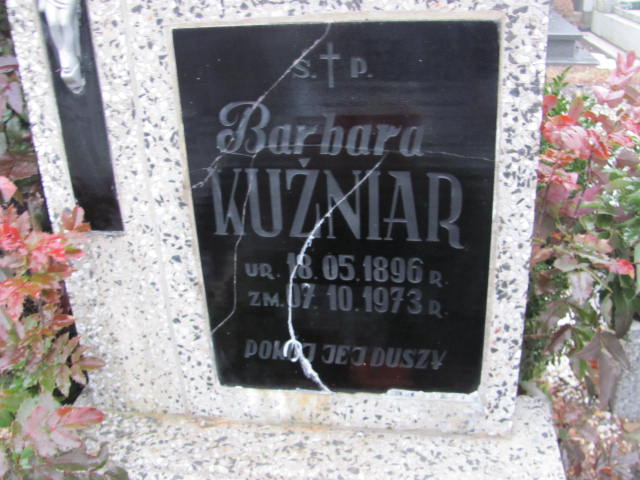 Ś. † P.
Barbara
KUŹNIAR
UR. 18.05.1896 R.
ZM. 07.10.1973 R.
POKÓJ JEJ DUSZY